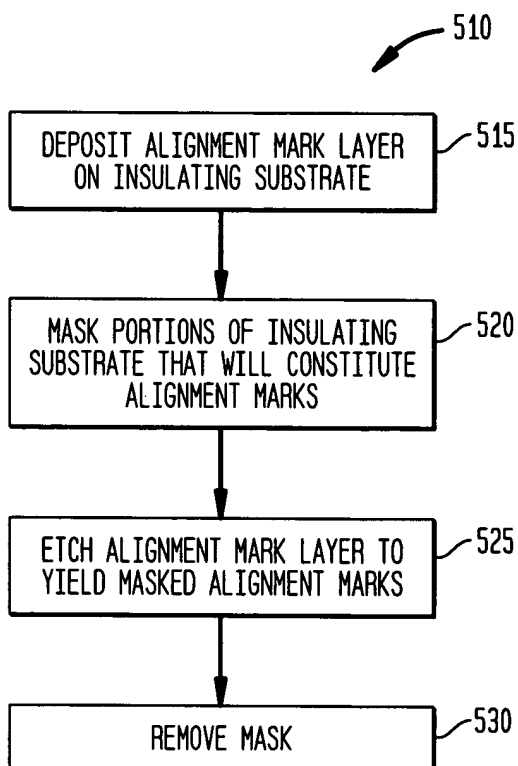 510
DEPOSIT ALIGNMENT MARK LAYER
ON INSULATING SUBSTRATE
515
MASK PORTIONS OF INSULATING
SUBSTRATE THAT WILL CONSTITUTE
ALIGNMENT MARKS
520
ETCH ALIGNMENT MARK LAYER TO
YIELD MASKED ALIGNMENT MARKS
525
REMOVE MASK
530